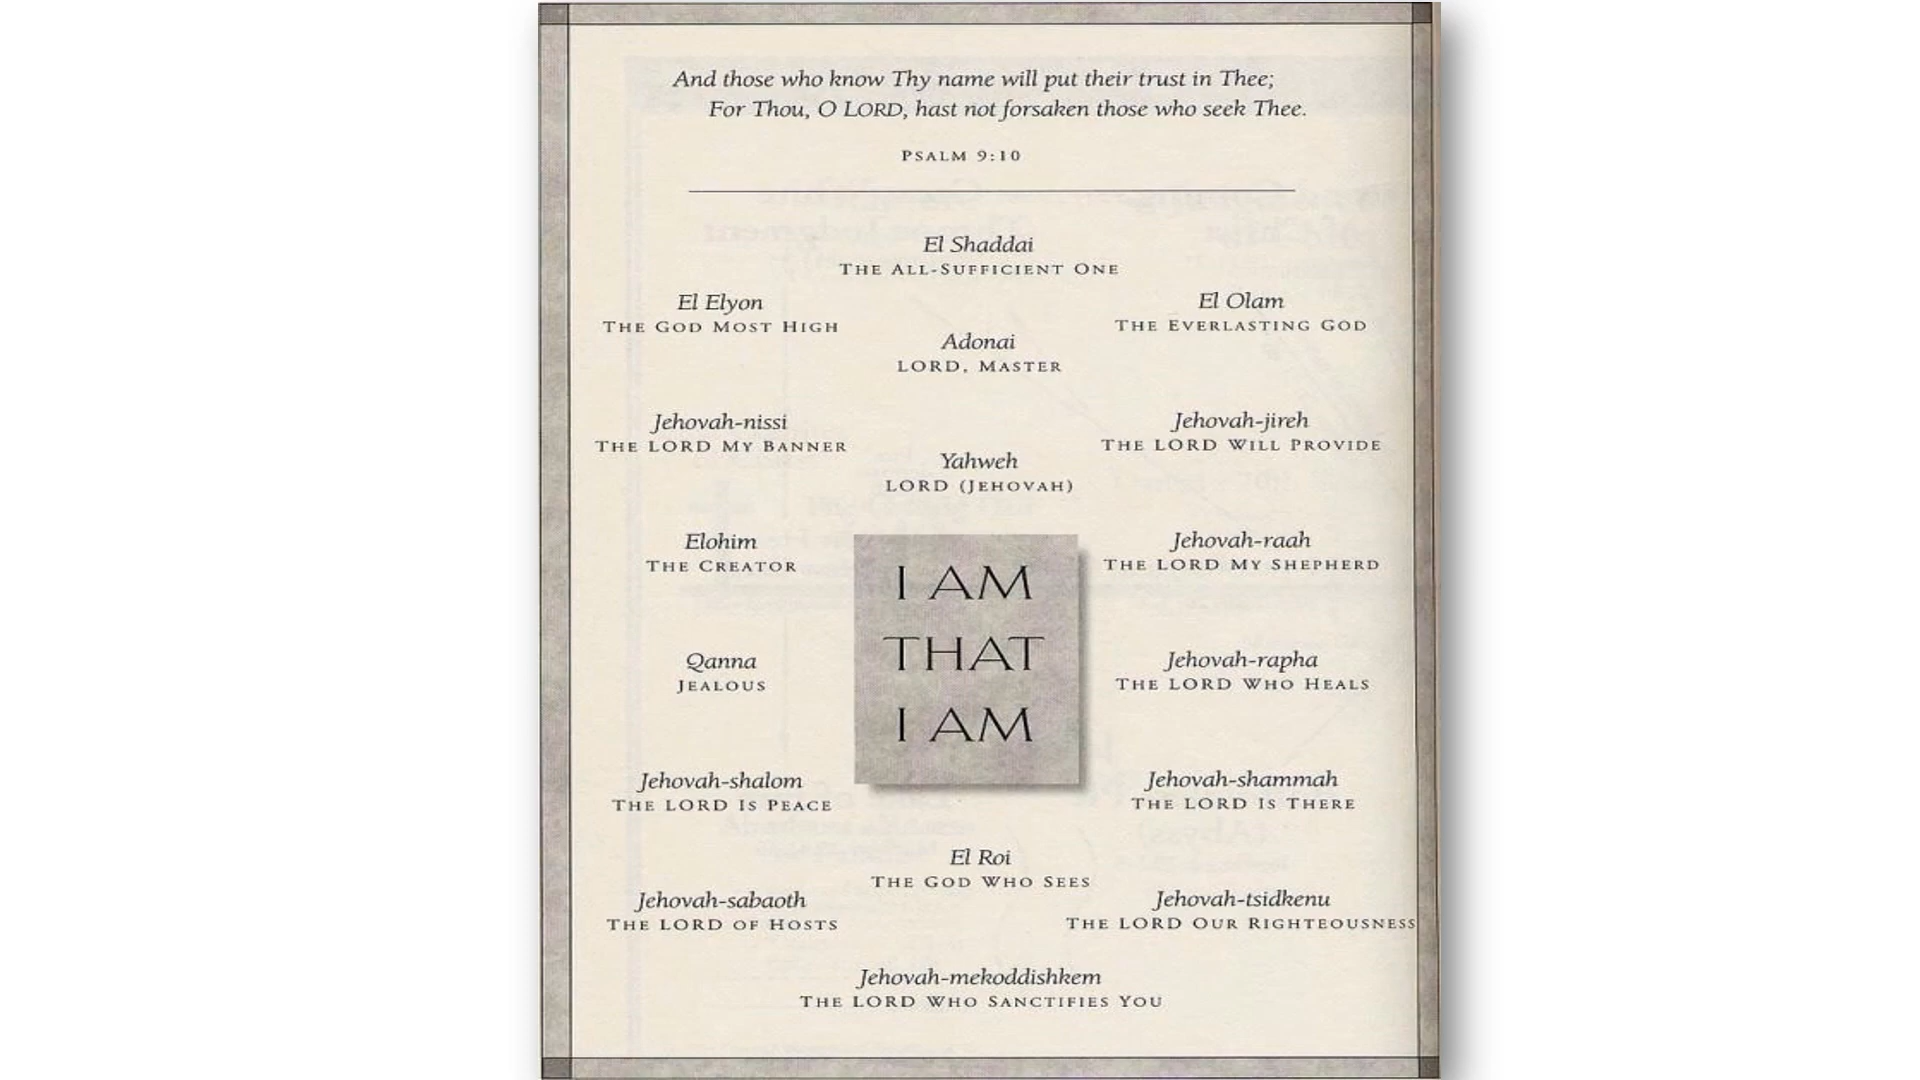 And those who know Thy name will put their trust in Thee;
For Thou, O LORD, hast not forsaken those who seek Thee.
PSALM 9:10
El Shaddai
THE ALL-SUFFICIENT ONE
El Elyon
THE GOD MOST HIGH
El Olam
THE EVERLASTING GOD
Adonai
LORD, MASTER
Jehovah-nissi
THE LORD MY BANNER
Jehovah-jireh
THE LORD WILL PROVIDE
Yahweh
LORD (JEHOVAH)
Elohim
THE CREATOR
Jehovah-raah
THE LORD MY SHEPHERD
I AM
THAT
I AM
Qanna
JEALOUS
Jehovah-rapha
THE LORD WHO HEALS
Jehovah-shalom
THE LORD IS PEACE
Jehovah-shammah
THE LORD IS THERE
El Roi
THE GOD WHO SEES
Jehovah-sabaoth
THE LORD OF HOSTS
Jehovah-tsidkenu
THE LORD OUR RIGHTEOUSNESS
Jehovah-mekoddishkem
THE LORD WHO SANCTIFIES YOU